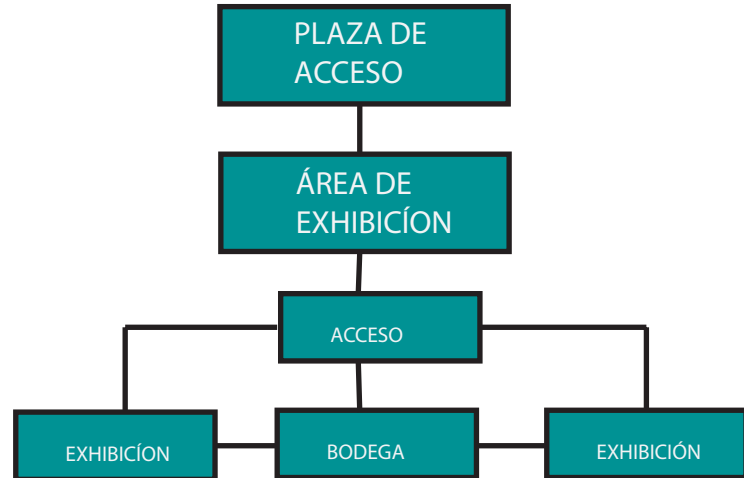 PLAZA DE
ACCESO
ÁREA DE
EXHIBICÍON
ACCESO
EXHIBICÍON
BODEGA
EXHIBICIÓN